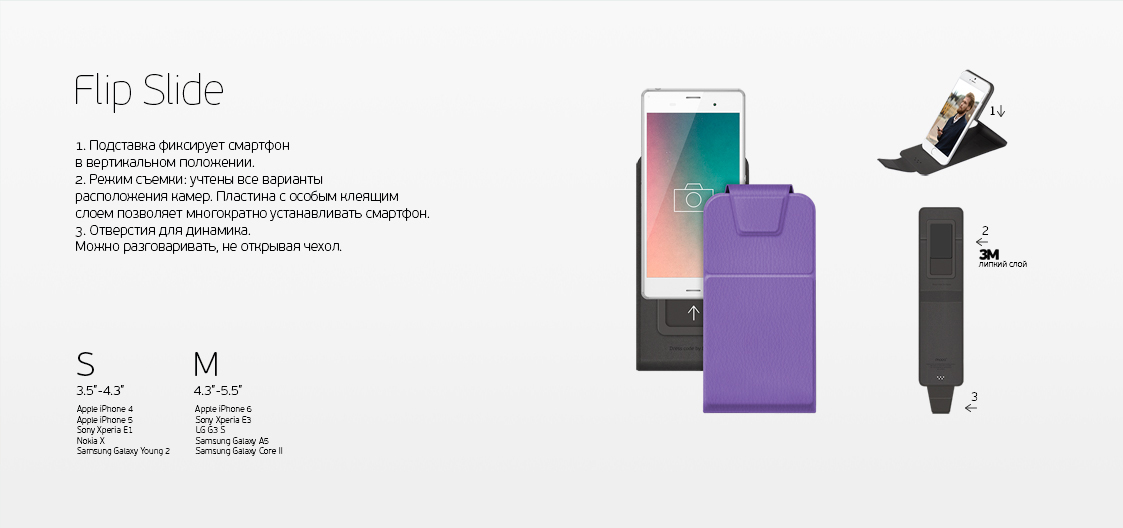 Flip Slide
1. Подставка фиксирует смартфон
в вертикальном положении.
2. Режим съемки: учтены все варианты
расположения камер. Пластина с особым клеящим
слоем позволяет многократно устанавливать смартфон.
3. Отверстия для динамика.
Можно разговаривать, не открывая чехол.
S
3.5"-4.3"
Apple iPhone 4
Apple iPhone 5
Sony Xperia E1
Nokia X
Samsung Galaxy Young 2
M
4.3"-5.5"
Apple iPhone 6
Sony Xperia E3
LG G3 S
Samsung Galaxy A5
Samsung Galaxy Core II
1
2
3M
липкий слой
3